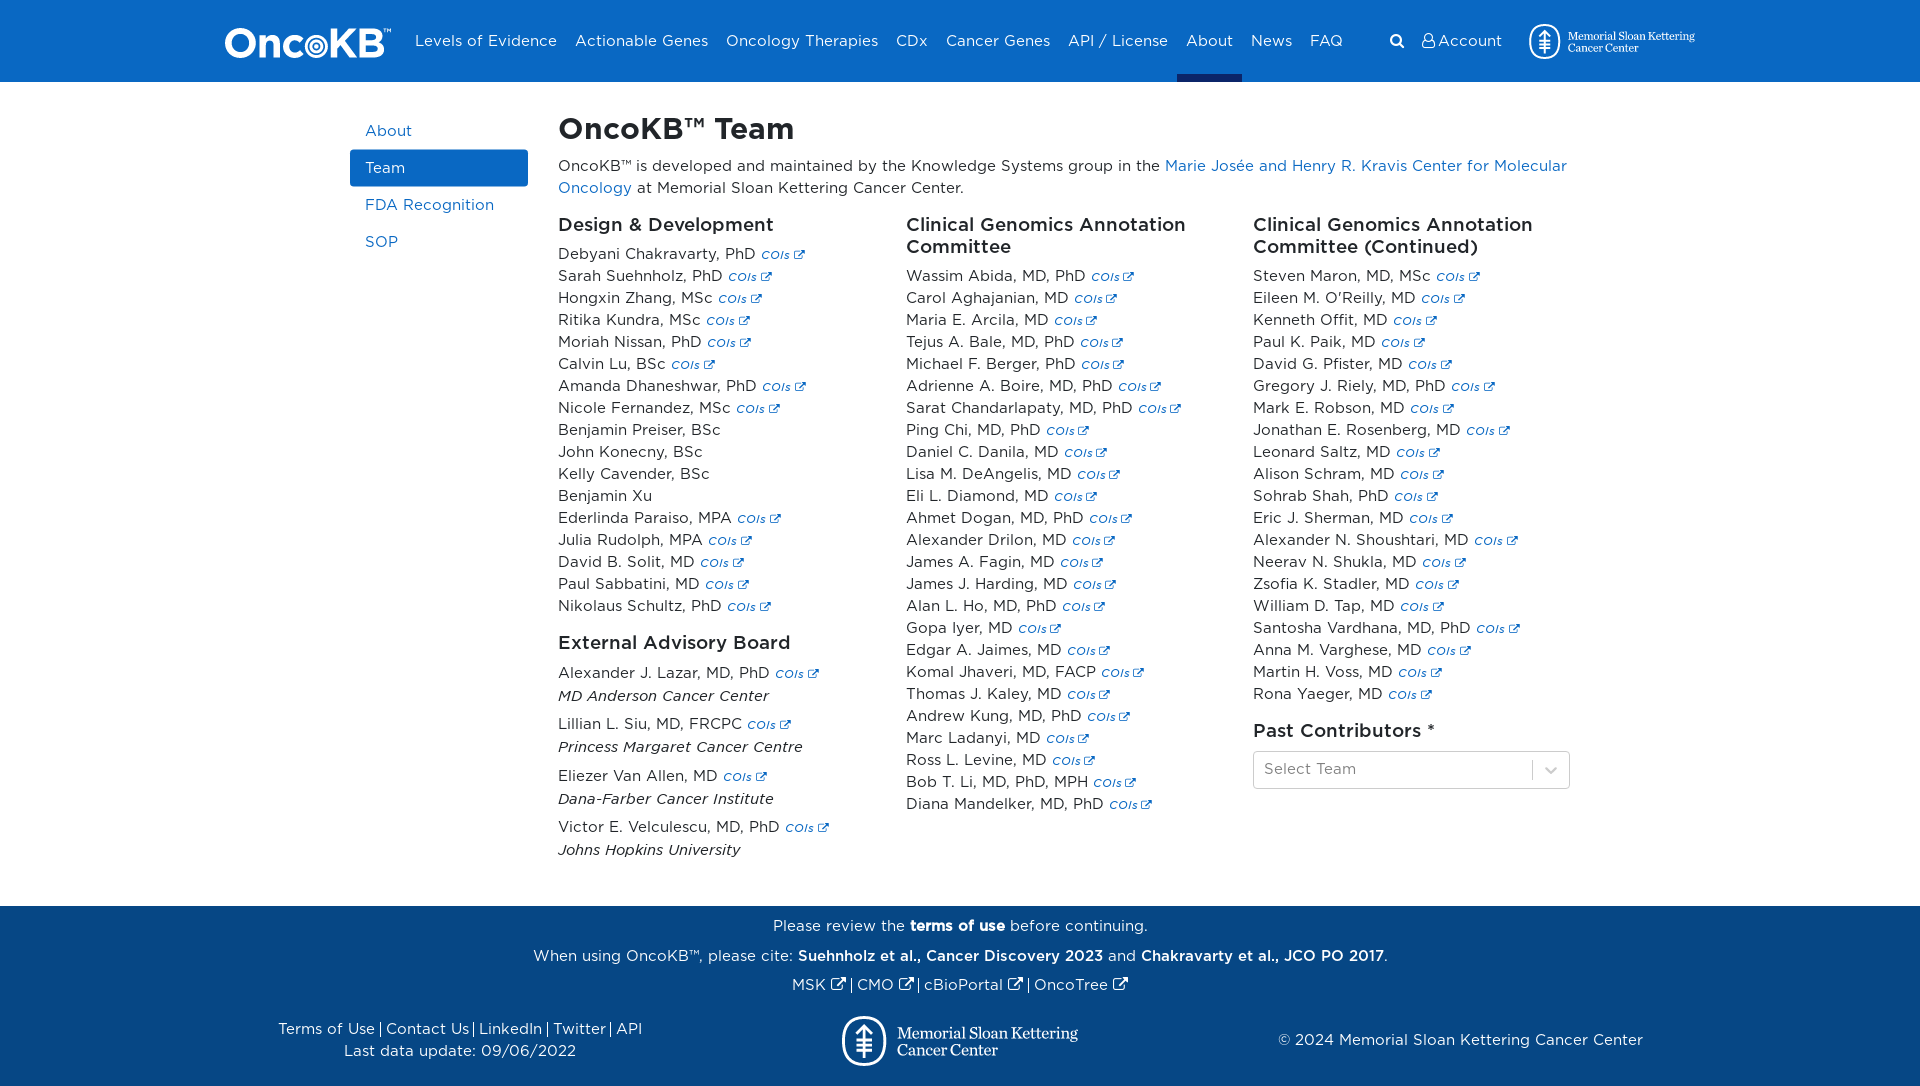 OncoKB™
Levels of Evidence
Actionable Genes
Oncology Therapies
CDx
Cancer Genes
API / License
About
News
FAQ
Account
Memorial Sloan Kettering
Cancer Center
About
Team
FDA Recognition
SOP
OncoKB™ Team
OncoKB™ is developed and maintained by the Knowledge Systems group in the Marie Josée and Henry R. Kravis Center for Molecular
Oncology at Memorial Sloan Kettering Cancer Center.
Design & Development
Debyani Chakravarty, PhD COIs
Sarah Suehnholz, PhD COIs
Hongxin Zhang, MSc COIs
Ritika Kundra, MSc COIs
Moriah Nissan, PhD COIs
Calvin Lu, BSc COIs
Amanda Dhaneshwar, PhD COIs
Nicole Fernandez, MSc COIs
Benjamin Preiser, BSc
John Konecny, BSc
Kelly Cavender, BSc
Benjamin Xu
Ederlinda Paraiso, MPA COIs
Julia Rudolph, MPA COIs
David B. Solit, MD COIs
Paul Sabbatini, MD COIs
Nikolaus Schultz, PhD COIs
External Advisory Board
Alexander J. Lazar, MD, PhD COIs
MD Anderson Cancer Center
Lillian L. Siu, MD, FRCPC COIs
Princess Margaret Cancer Centre
Eliezer Van Allen, MD COIs
Dana-Farber Cancer Institute
Victor E. Velculescu, MD, PhD COIs
Johns Hopkins University
Clinical Genomics Annotation
Committee
Wassim Abida, MD, PhD COIs
Carol Aghajanian, MD COIs
Maria E. Arcila, MD COIs
Tejus A. Bale, MD, PhD COIs
Michael F. Berger, PhD COIs
Adrienne A. Boire, MD, PhD COIs
Sarat Chandarlapaty, MD, PhD COIs
Ping Chi, MD, PhD COIs
Daniel C. Danila, MD COIs
Lisa M. DeAngelis, MD COIs
Eli L. Diamond, MD COIs
Ahmet Dogan, MD, PhD COIs
Alexander Drilon, MD COIs
James A. Fagin, MD COIs
James J. Harding, MD COIs
Alan L. Ho, MD, PhD COIs
Gopa Iyer, MD COIs
Edgar A. Jaimes, MD COIs
Komal Jhaveri, MD, FACP COIs
Thomas J. Kaley, MD COIs
Andrew Kung, MD, PhD COIs
Marc Ladanyi, MD COIs
Ross L. Levine, MD COIs
Bob T. Li, MD, PhD, MPH COIs
Diana Mandelker, MD, PhD COIs
Clinical Genomics Annotation
Committee (Continued)
Steven Maron, MD, MSc COIs
Eileen M. O'Reilly, MD COIs
Kenneth Offit, MD COIs
Paul K. Paik, MD COIs
David G. Pfister, MD COIs
Gregory J. Riely, MD, PhD COIs
Mark E. Robson, MD COIs
Jonathan E. Rosenberg, MD COIs
Leonard Saltz, MD COIs
Alison Schram, MD COIs
Sohrab Shah, PhD COIs
Eric J. Sherman, MD COIs
Alexander N. Shoushtari, MD COIs
Neerav N. Shukla, MD COIs
Zsofia K. Stadler, MD COIs
William D. Tap, MD COIs
Santosha Vardhana, MD, PhD COIs
Anna M. Varghese, MD COIs
Martin H. Voss, MD COIs
Rona Yaeger, MD COIs
Past Contributors *
Select Team
Please review the terms of use before continuing.
When using OncoKB™, please cite: Suehnholz et al., Cancer Discovery 2023 and Chakravarty et al., JCO PO 2017.
MSK | CMO | cBioPortal | OncoTree
Terms of Use | Contact Us | LinkedIn | Twitter | API
Last data update: 09/06/2022
Memorial Sloan Kettering
Cancer Center
© 2024 Memorial Sloan Kettering Cancer Center